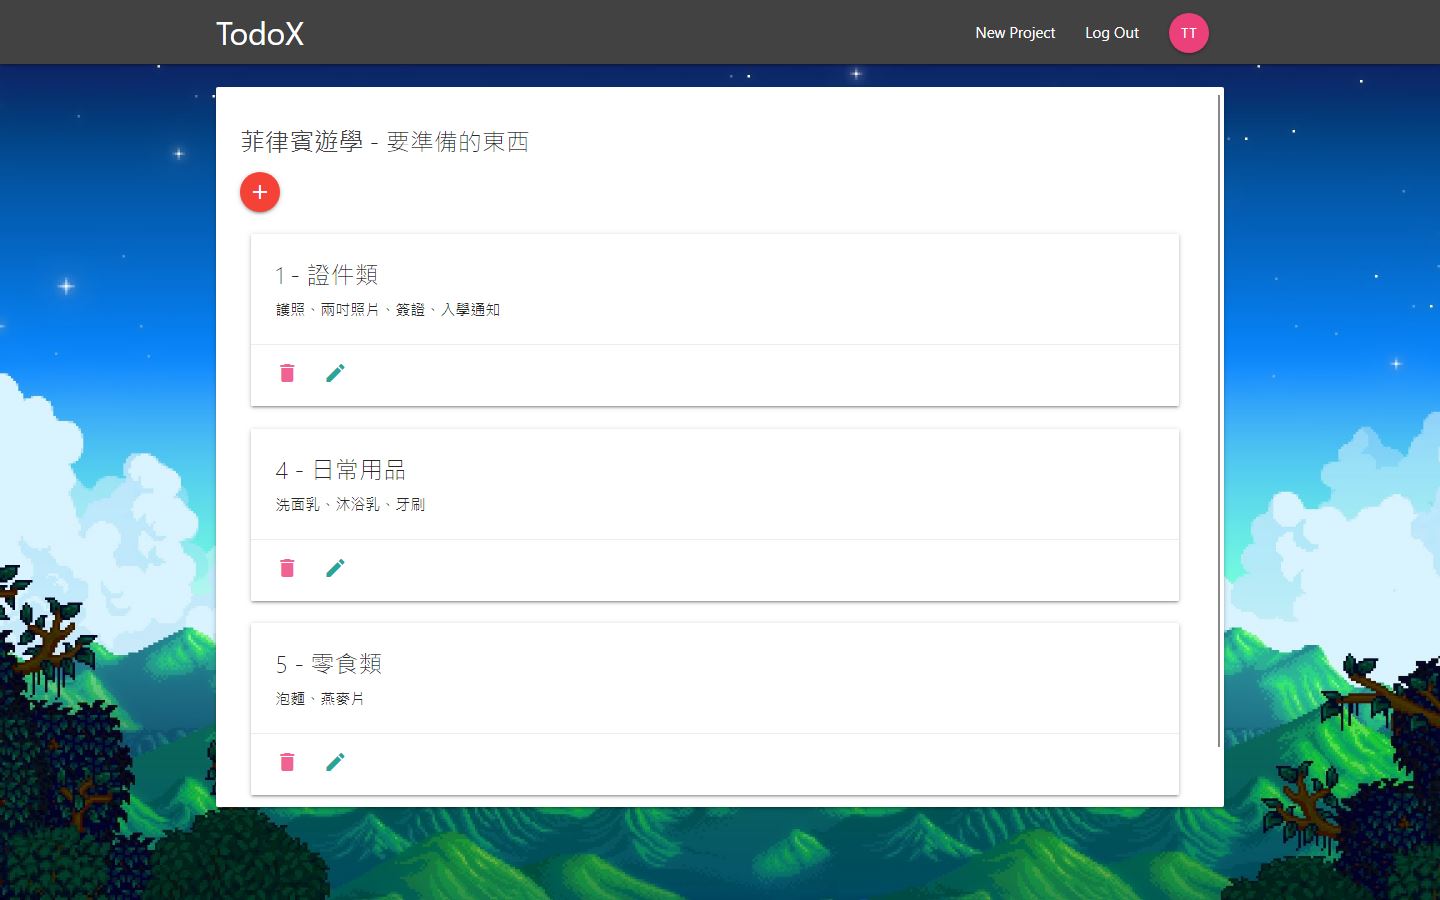 TodoX
New Project
Log Out
TT
菲律賓遊學 - 要準備的東西
1 - 證件類
護照、兩吋照片、簽證、入學通知
4 - 日常用品
洗面乳、沐浴乳、牙刷
5 - 零食類
泡麵、燕麥片